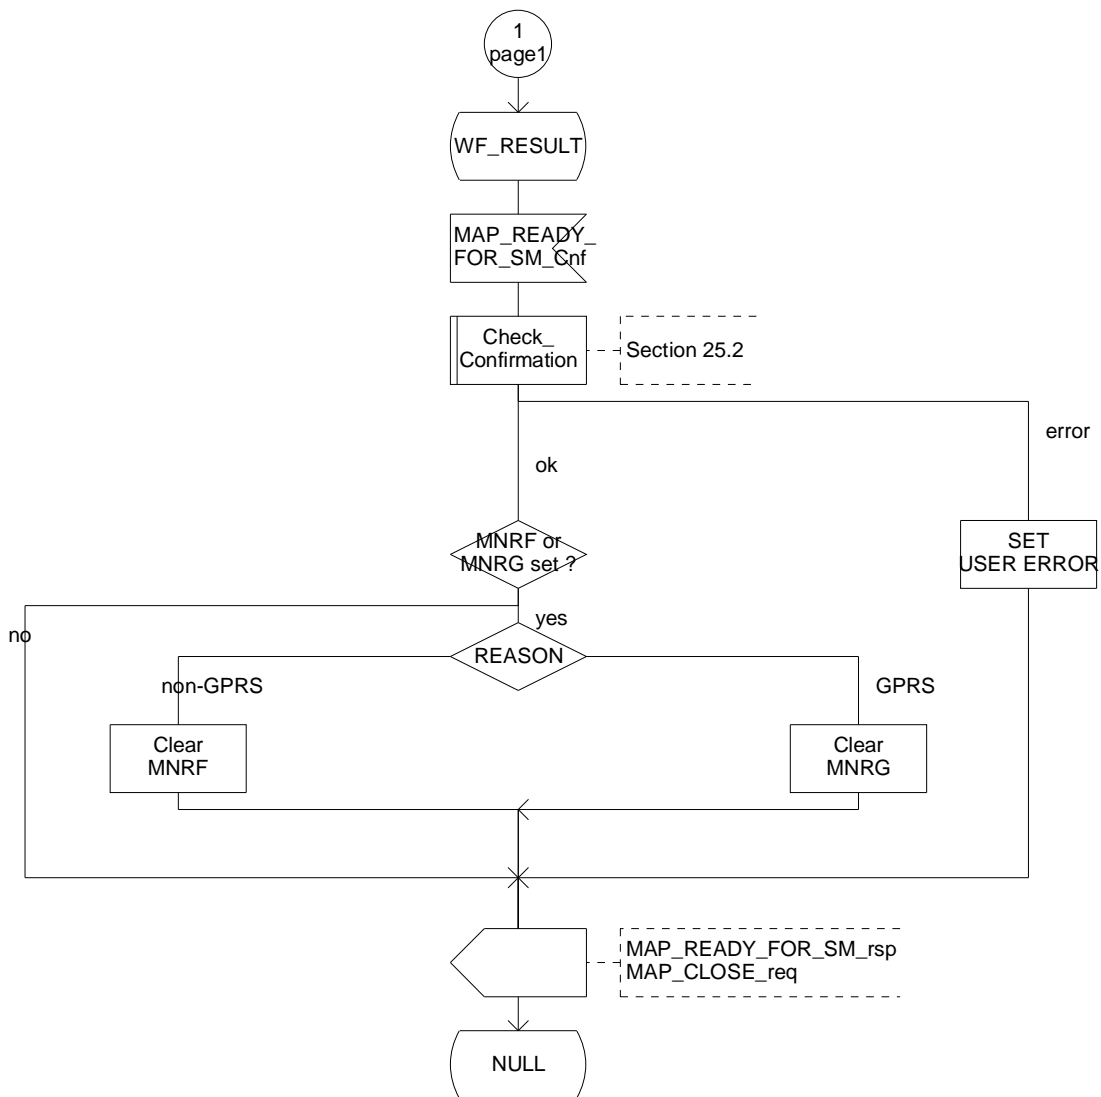 1
page1
WF_RESULT
MAP_READY_
FOR_SM_Cnf
Check_
Confirmation
Section 25.2
error
ok
MNRF or
MNRG set ?
SET
USER ERROR
no
yes
REASON
non-GPRS
GPRS
Clear
MNRF
Clear
MNRG
MAP_READY_FOR_SM_rsp
MAP_CLOSE_req
NULL